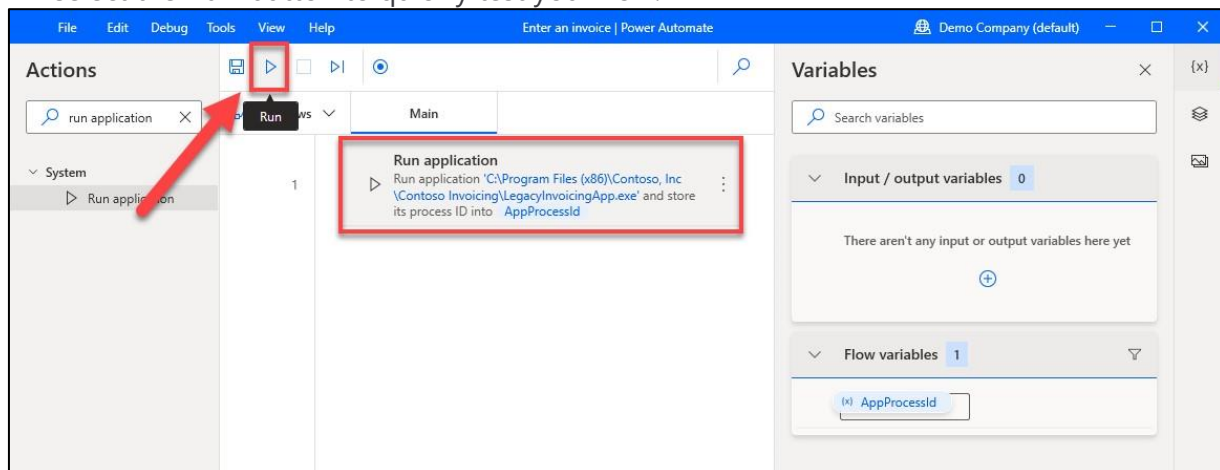 File Edit Debug Tools View Help Enter an invoice | Power Automate Demo Company (default)
Actions
run application
System
Run application
Run
Main
1
Run application
Run application 'C:\Program Files (x86)\Contoso, Inc
\Contoso Invoicing\LegacyInvoicingApp.exe' and store
its process ID into AppProcessId
Variables
{x}
Search variables
Input / output variables 0
There aren't any input or output variables here yet
Flow variables 1
(x) AppProcessId